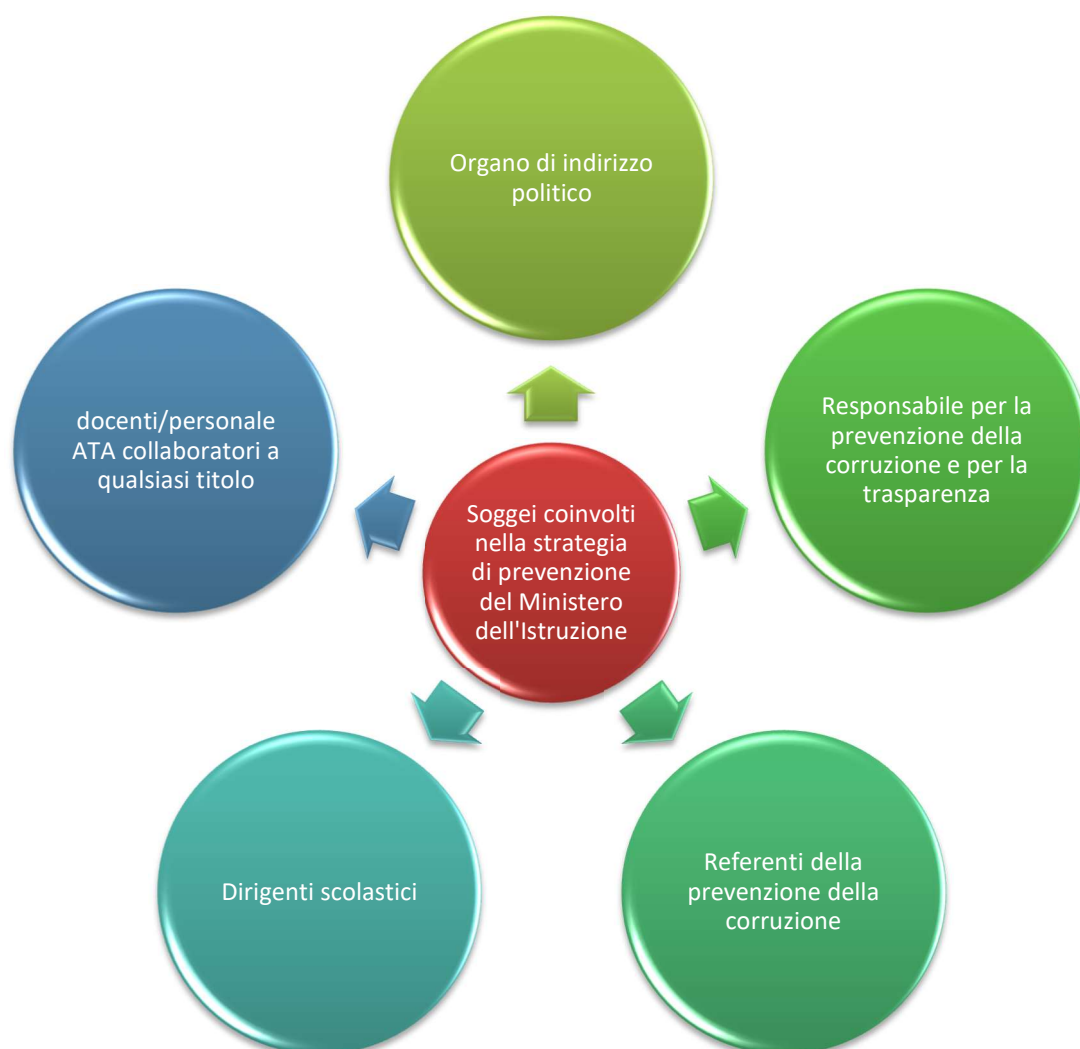 Organo di indirizzo
politico
Responsabile per la
prevenzione della
corruzione e per la
trasparenza
Referenti della
prevenzione della
corruzione
Dirigenti scolastici
docenti/personale
ATA collaboratori a
qualsiasi titolo
Soggei coinvolti
nella strategia
di prevenzione
del Ministero
dell'Istruzione